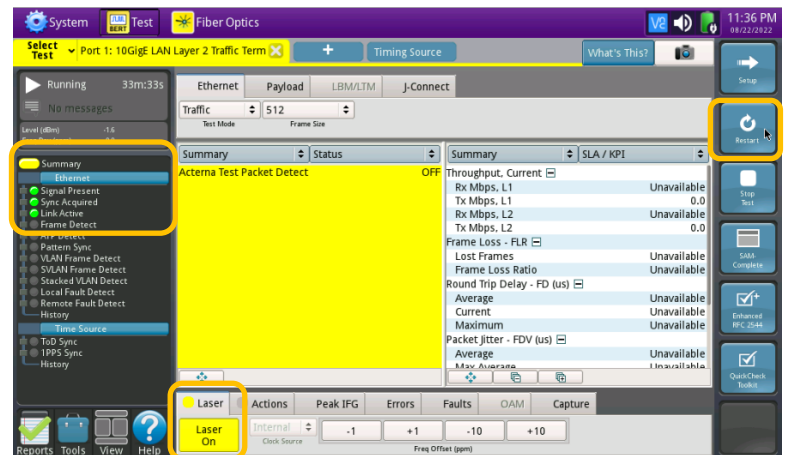 System
JTAG/BERT Test
Fiber Optics
V2
11:36 PM
08/22/2022
Select Test
Port 1: 10GigE LAN Layer 2 Traffic Term
+
Timing Source
What's This?
Running 33m:33s
No messages
Level (dBm) -1.6
Summary
Ethernet
Signal Present
Sync Acquired
Link Active
Frame Detect
ATP Detect
Pattern Sync
VLAN Frame Detect
SVLAN Frame Detect
Stacked VLAN Detect
Local Fault Detect
Remote Fault Detect
History
Time Source
ToD Sync
1PPS Sync
History
Reports Tools View Help
Ethernet Payload LBM/LTM J-Connect
Traffic 512
Test Mode Frame Size
Summary Status
Acterna Test Packet Detect OFF
Summary SLA / KPI
Throughput, Current
Rx Mbps, L1 Unavailable
Tx Mbps, L1 0.0
Rx Mbps, L2 Unavailable
Tx Mbps, L2 0.0
Frame Loss - FLR
Lost Frames Unavailable
Frame Loss Ratio Unavailable
Round Trip Delay - FD (us)
Average Unavailable
Current Unavailable
Maximum Unavailable
Packet Jitter - FDV (us)
Average Unavailable
Max Average Unavailable
Laser Actions Peak IFG Errors Faults OAM Capture
Laser On
Internal
Clock Source
-1 +1 -10 +10
Freq Offset (ppm)
Setup
Restart
Stop Test
SAM-Complete
Enhanced RFC 2544
QuickCheck Toolkit